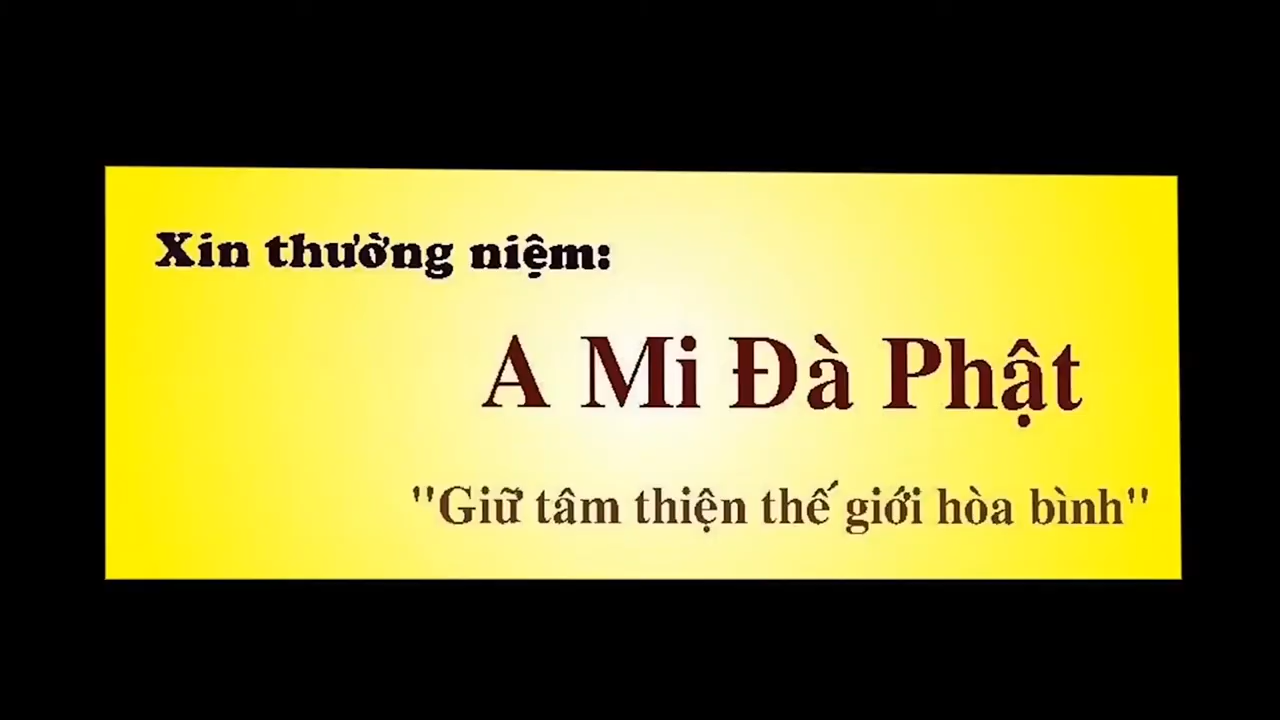 Xin thường niệm:
A Mi Đà Phật
"Giữ tâm thiện thế giới hòa bình"